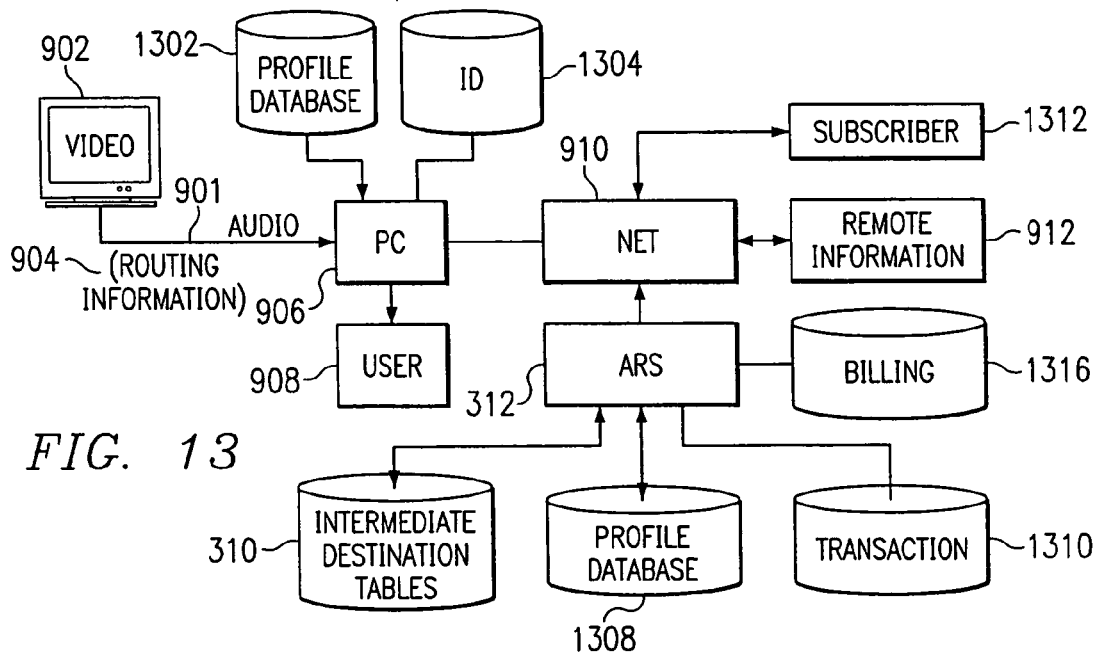 1302
PROFILE
DATABASE
ID
1304
902
VIDEO
901
AUDIO
904
(ROUTING
INFORMATION)
PC
906
USER
908
910
NET
SUBSCRIBER
1312
REMOTE
INFORMATION
912
ARS
312
BILLING
1316
FIG. 13
INTERMEDIATE
DESTINATION
TABLES
310
PROFILE
DATABASE
1308
TRANSACTION
1310